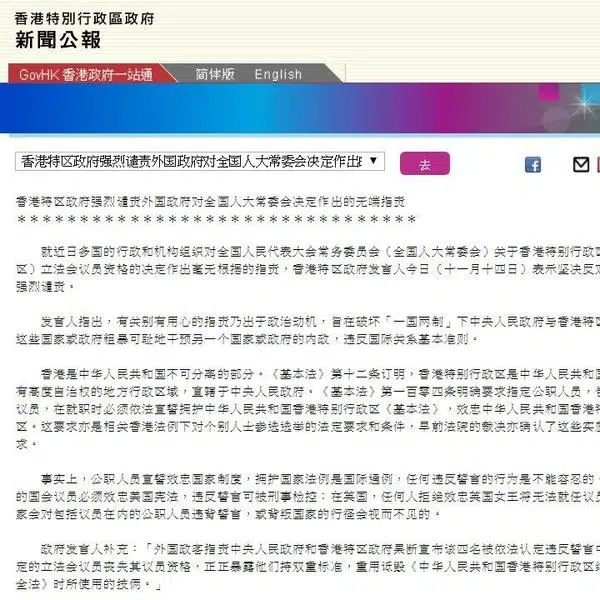 香港特別行政區政府
新聞公報
GovHK 香港政府一站通 简体版 English
香港特区政府强烈谴责外国政府对全国人大常委会决定作出的 去
香港特区政府强烈谴责外国政府对全国人大常委会决定作出的无端指责
********************************
就近日多国的行政和机构组织对全国人民代表大会常务委员会（全国人大常委会）关于香港特别行政区
区）立法会议员资格的决定作出毫无根据的指责，香港特区政府发言人今日（十一月十四日）表示坚决反对
强烈谴责。
发言人指出，有关别有用心的指责乃出于政治动机，旨在破坏「一国两制」下中央人民政府与香港特区
这些国家或政府粗暴可耻地干预另一个国家或政府的内政，违反国际关系基本准则。
香港是中华人民共和国不可分离的部分。《基本法》第十二条订明，香港特别行政区是中华人民共和国
有高度自治权的地方行政区域，直辖于中央人民政府。《基本法》第一百零四条明确要求指定公职人员，包
议员，在就职时必须依法宣誓拥护中华人民共和国香港特别行政区《基本法》，效忠中华人民共和国香港特
区。这要求亦是相关香港法例下对个别人士参选选举的法定要求和条件，早前法院的裁决亦确认了这些实施
求。
事实上，公职人员宣誓效忠国家制度，拥护国家法例是国际通例，任何违反誓言的行为是不能容忍的。
的国会议员必须效忠美国宪法，违反誓言可被刑事检控；在英国，任何人拒绝效忠英国女王将无法就任议员
家会对包括议员在内的公职人员违背誓言，或背叛国家的行径会视而不见的。
政府发言人补充：「外国政客指责中央人民政府和香港特区政府果断宣布该四名被依法认定违反誓言中
定的立法会议员丧失其议员资格，正正暴露他们持双重标准，重用诋毁《中华人民共和国香港特别行政区维
全法》时所使用的技俩。」